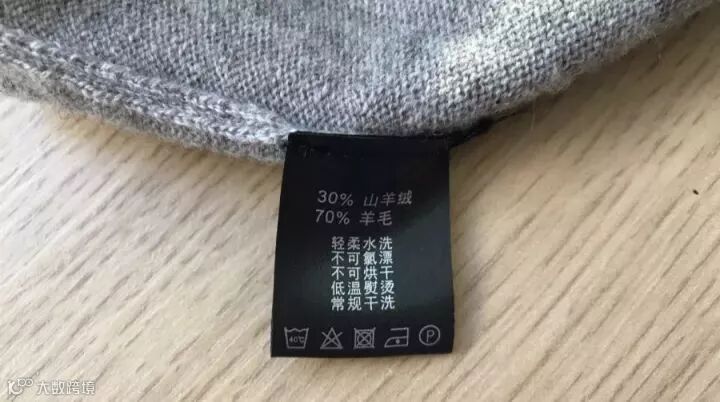 30% 山羊绒
70% 羊毛
轻柔水洗
不可氯漂
不可烘干
低温熨烫
常规干洗
40℃
P
大数跨境